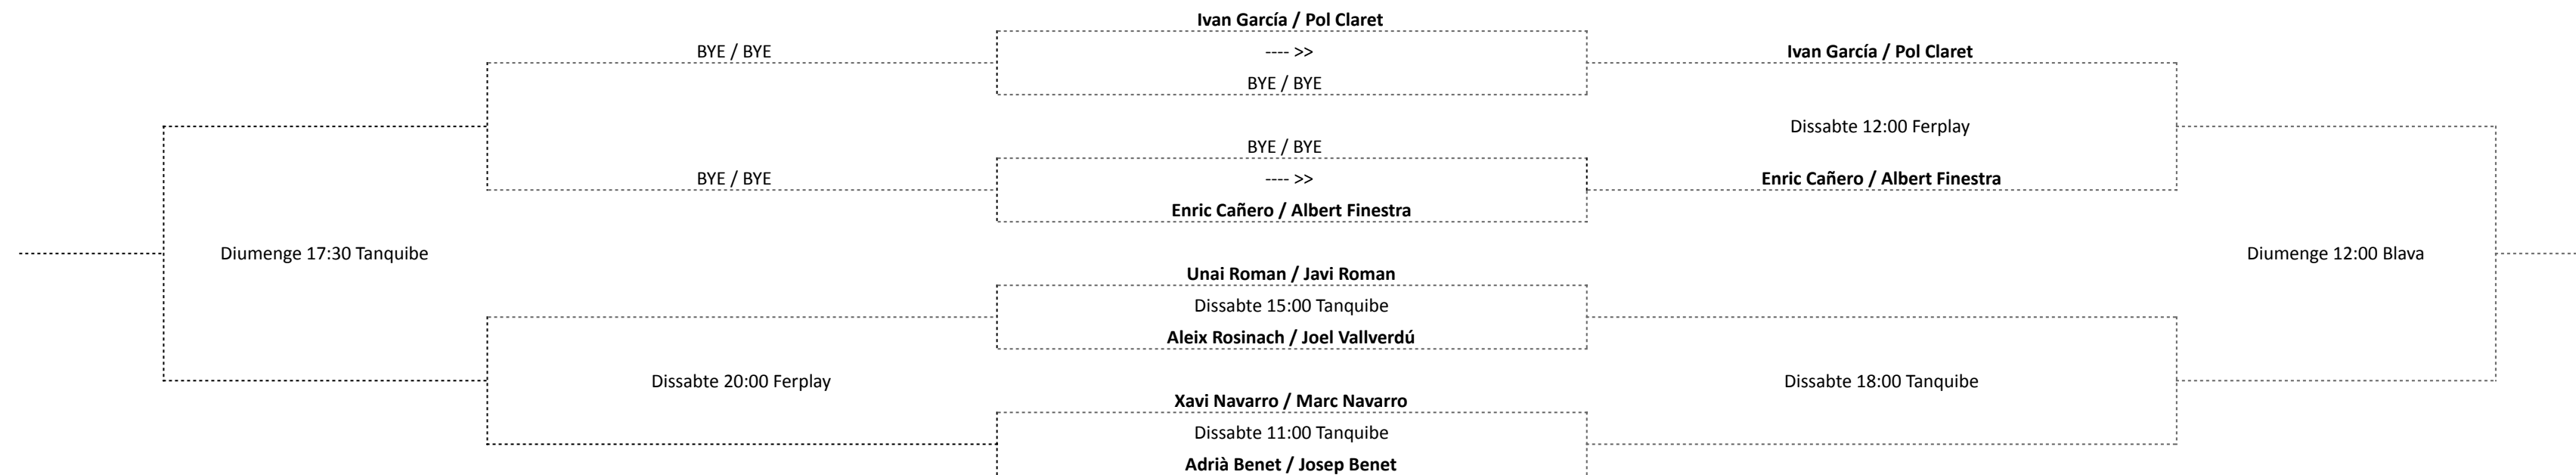 Ivan García / Pol Claret
BYE / BYE
---- >>
Ivan García / Pol Claret
BYE / BYE
Dissabte 12:00 Ferplay
BYE / BYE
BYE / BYE
---- >>
Enric Cañero / Albert Finestra
Enric Cañero / Albert Finestra
Diumenge 17:30 Tanquibe
Diumenge 12:00 Blava
Unai Roman / Javi Roman
Dissabte 15:00 Tanquibe
Aleix Rosinach / Joel Vallverdú
Dissabte 20:00 Ferplay
Dissabte 18:00 Tanquibe
Xavi Navarro / Marc Navarro
Dissabte 11:00 Tanquibe
Adrià Benet / Josep Benet